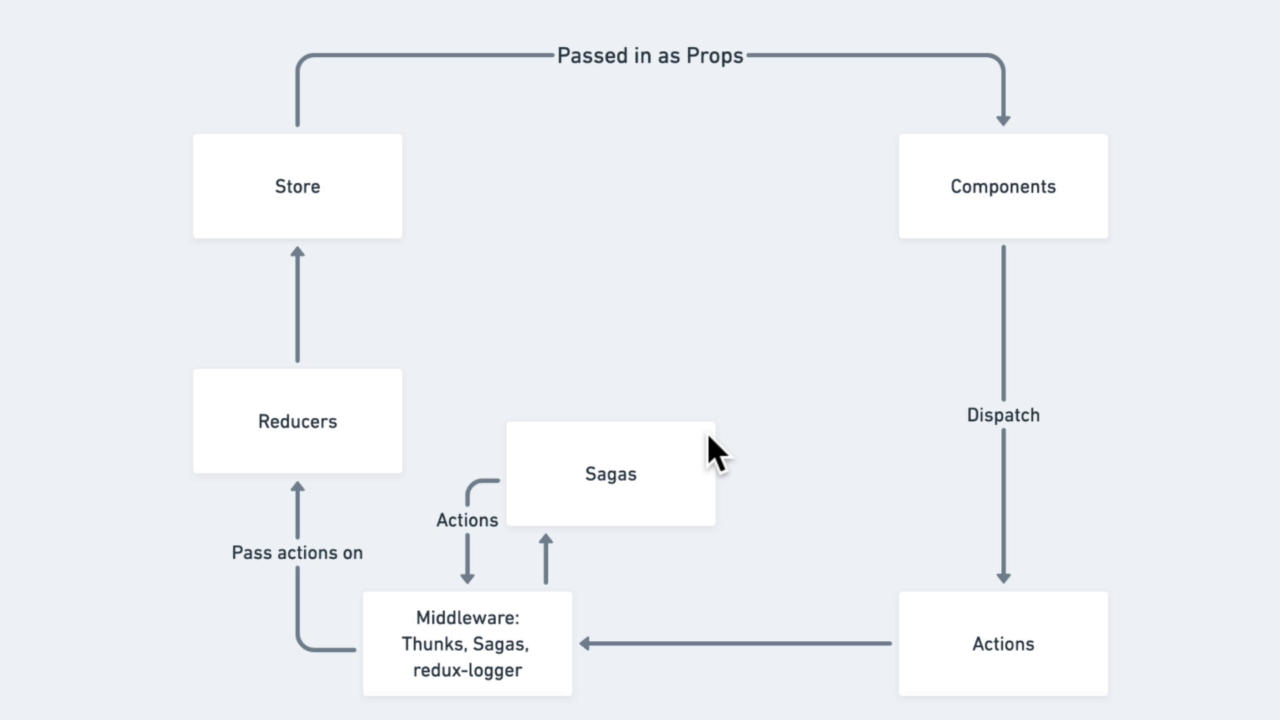 Passed in as Props
Store
Components
Reducers
Dispatch
Sagas
Actions
Pass actions on
Middleware:
Thunks, Sagas,
redux-logger
Actions